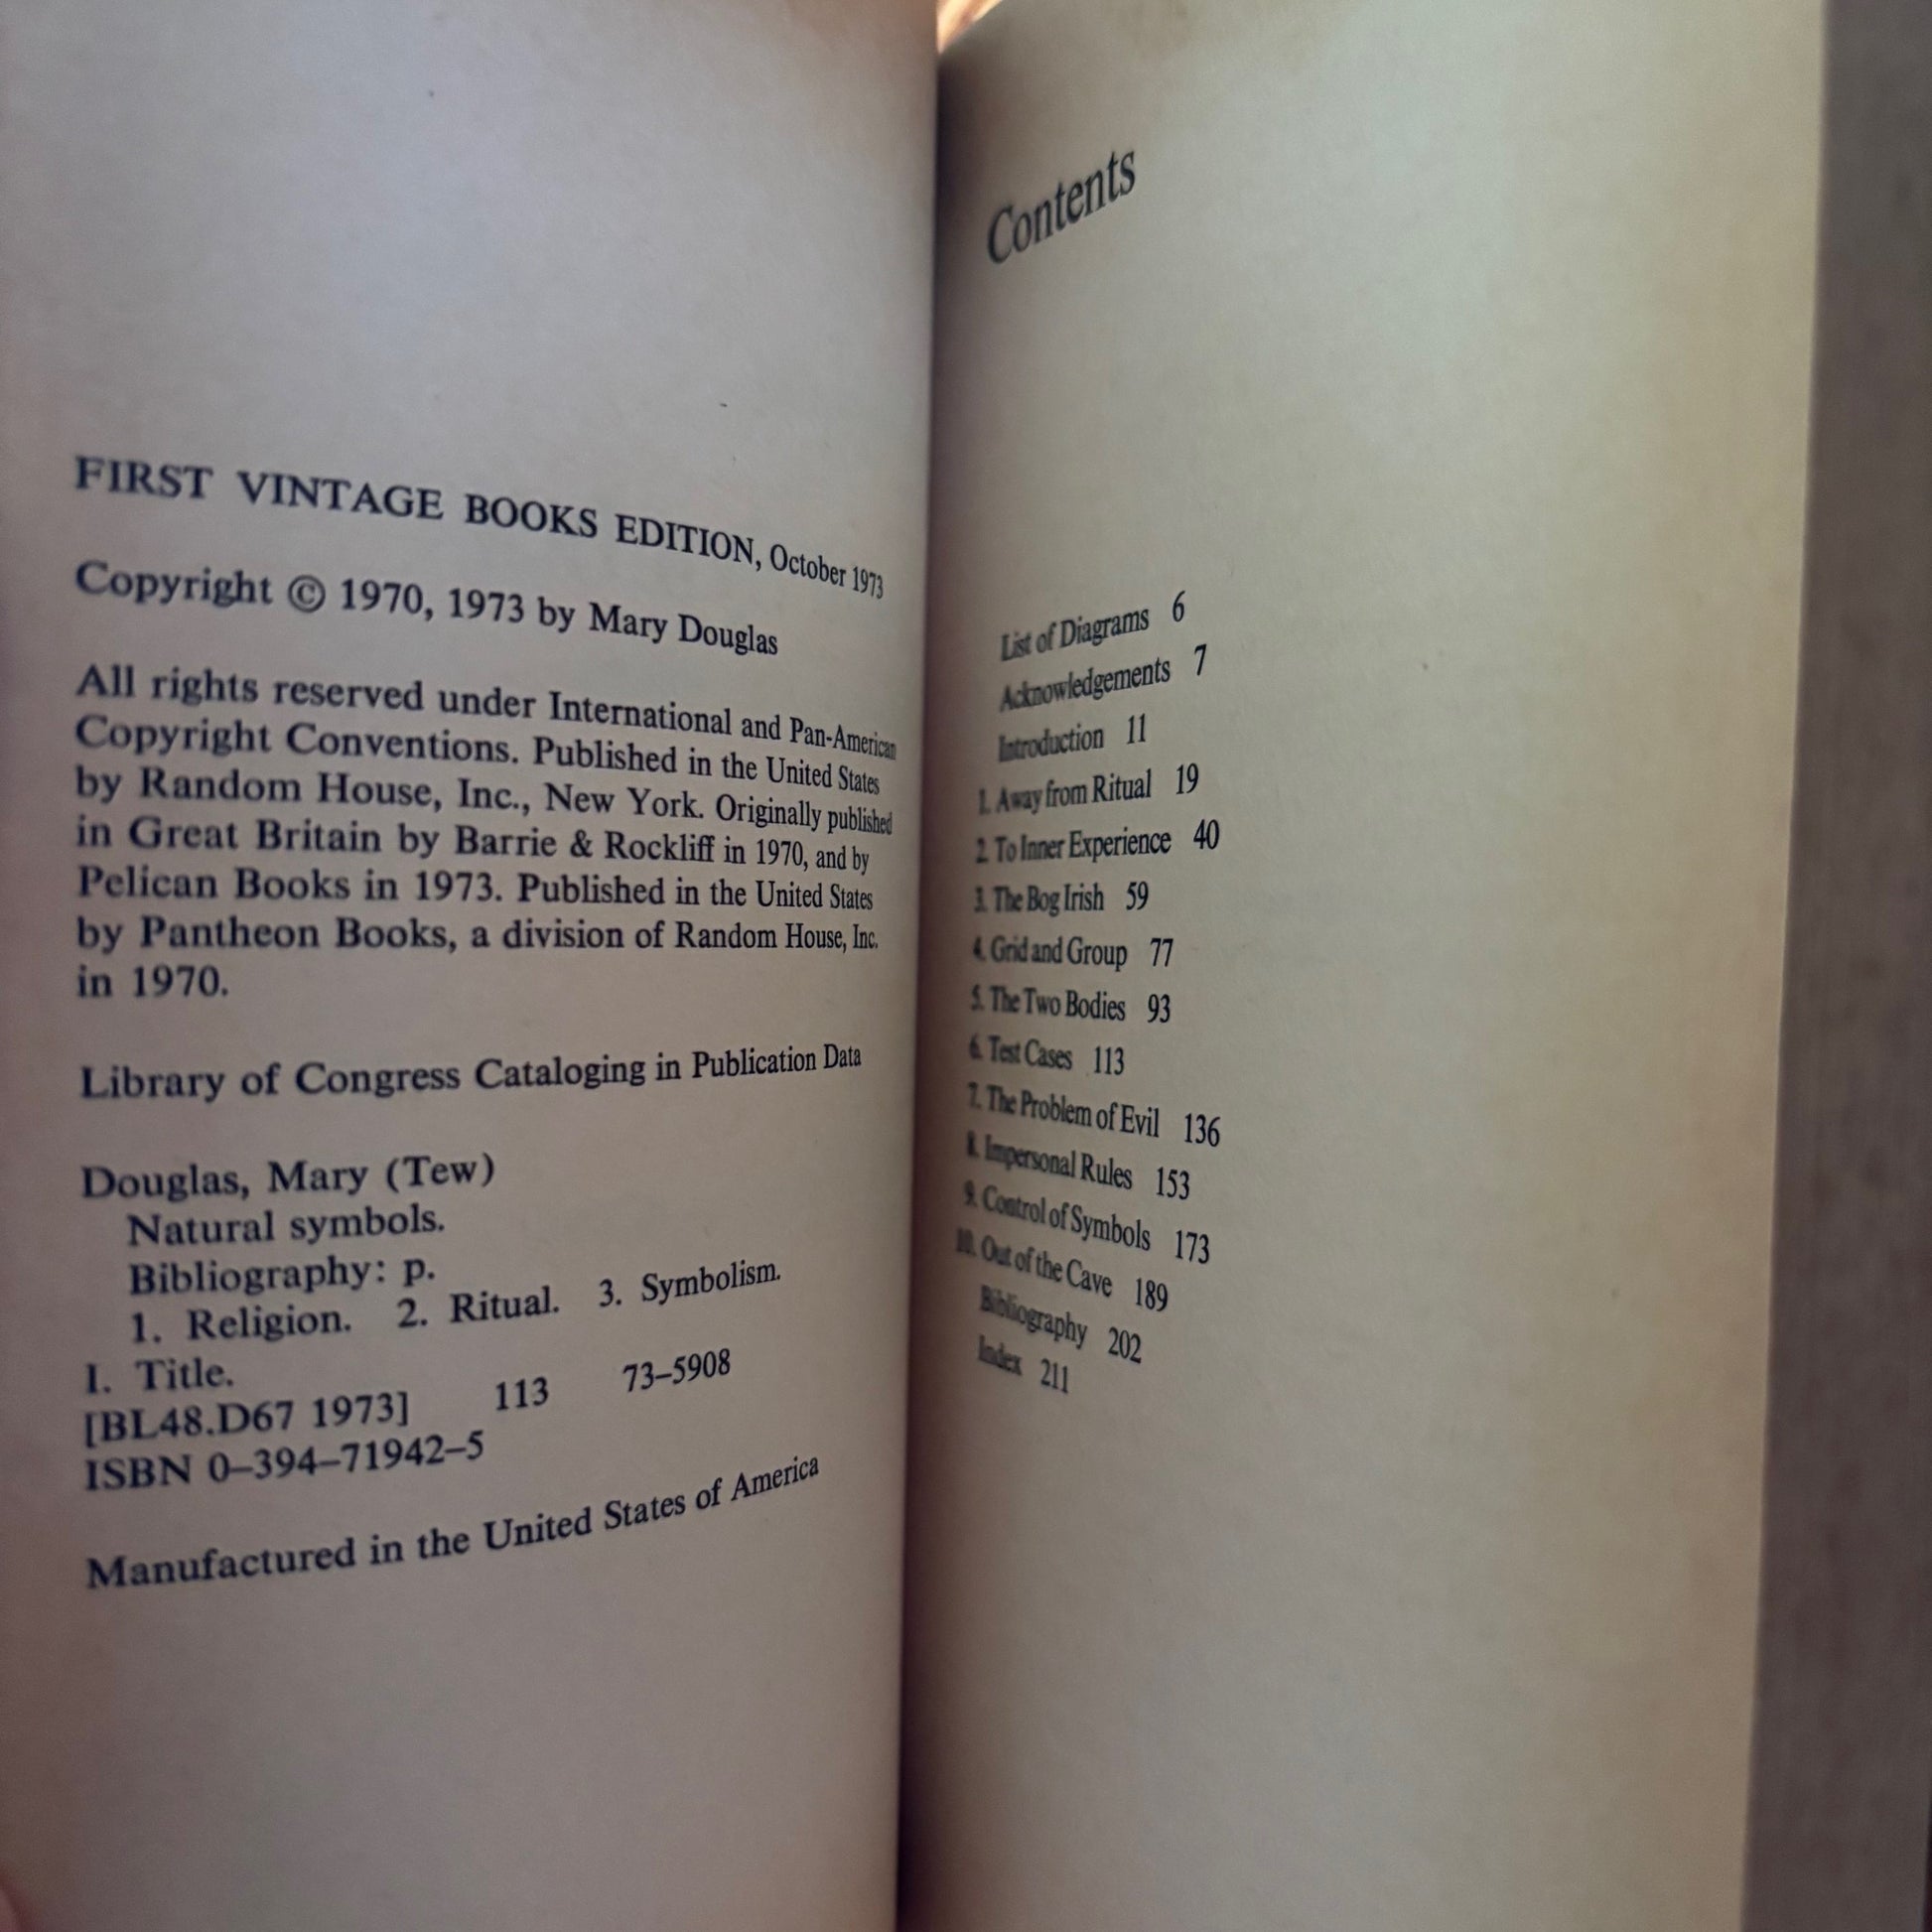 FIRST VINTAGE BOOKS EDITION, October 1973
Copyright © 1970, 1973 by Mary Douglas
All rights reserved under International and Pan-American
Copyright Conventions. Published in the United States
by Random House, Inc., New York. Originally published
in Great Britain by Barrie & Rockliff in 1970, and by
Pelican Books in 1973. Published in the United States
by Pantheon Books, a division of Random House, Inc.
in 1970.
Library of Congress Cataloging in Publication Data
Douglas, Mary (Tew)
Natural symbols.
Bibliography: p.
1. Religion. 2. Ritual. 3. Symbolism.
I. Title.
[BL48.D67 1973] 113 73–5908
ISBN 0–394–71942–5
Manufactured in the United States of America
Contents
List of Diagrams 6
Acknowledgements 7
Introduction 11
1. Away from Ritual 19
2. To Inner Experience 40
3. The Bog Irish 59
4. Grid and Group 77
5. The Two Bodies 93
6. Test Cases 113
7. The Problem of Evil 136
8. Impersonal Rules 153
9. Control of Symbols 173
10. Out of the Cave 189
Bibliography 202
Index 211